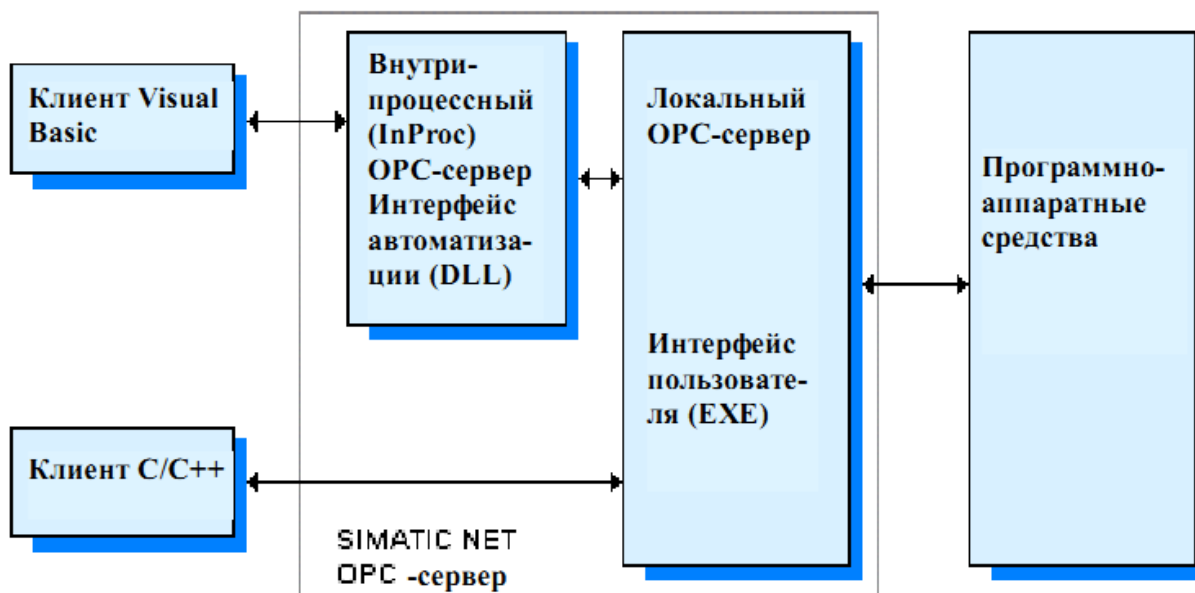 Клиент Visual
Basic
Внутри-
процессный
(InProc)
OPC-сервер
Интерфейс
автоматиза-
ции (DLL)
Локальный
OPC-сервер
Интерфейс
пользовате-
ля (EXE)
Программно-
аппаратные
средства
Клиент C/C++
SIMATIC NET
OPC -сервер